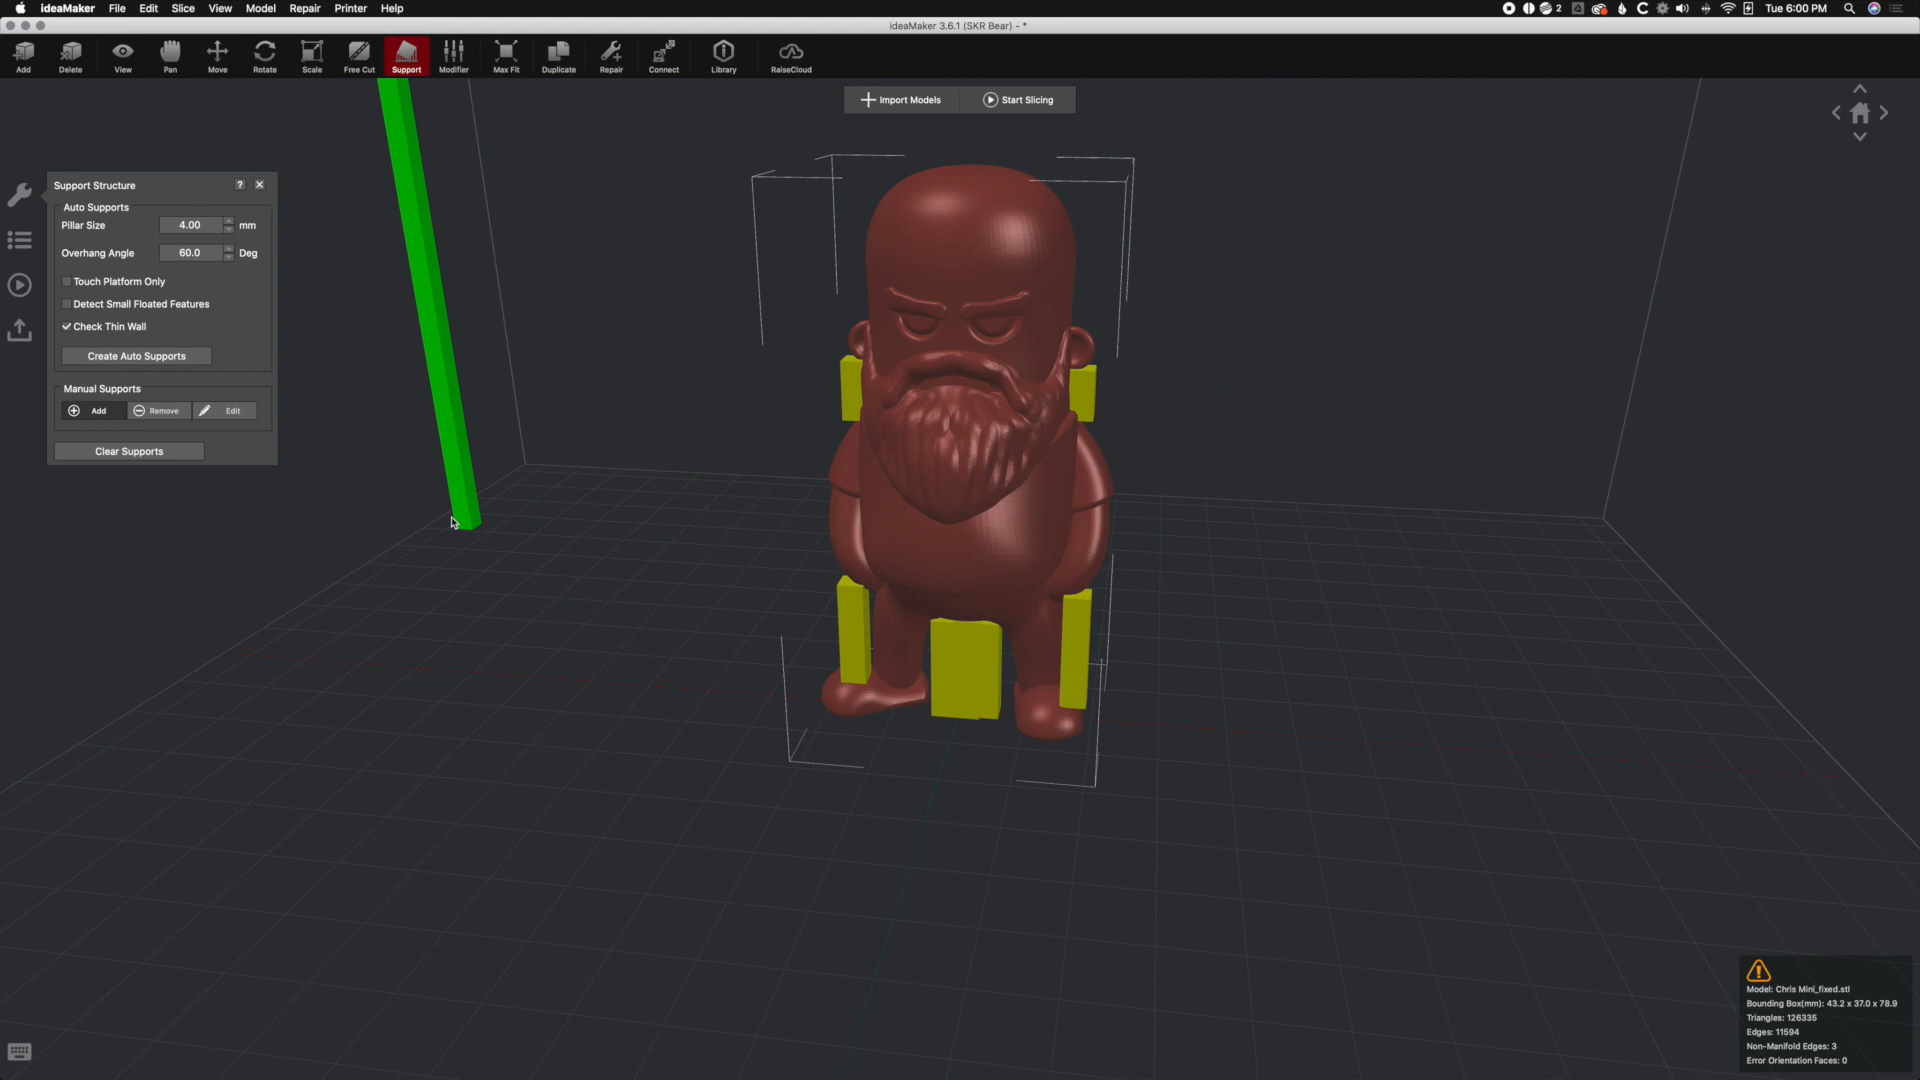 ideaMaker File Edit Slice View Model Repair Printer Help
2 Tue 6:00 PM
ideaMaker 3.6.1 (SKR Bear) – *
Add Delete View Pan Move Rotate Scale Free Cut Support Modifier Max Fit Duplicate Repair Connect Library RaiseCloud
Import Models Start Slicing
Support Structure ?
Auto Supports
Pillar Size 4.00 mm
Overhang Angle 60.0 Deg
Touch Platform Only
Detect Small Floated Features
Check Thin Wall
Create Auto Supports
Manual Supports
Add Remove Edit
Clear Supports
Model: Chris Mini_fixed.stl
Bounding Box(mm): 43.2 x 37.0 x 78.9
Triangles: 126335
Edges: 11594
Non-Manifold Edges: 3
Error Orientation Faces: 0